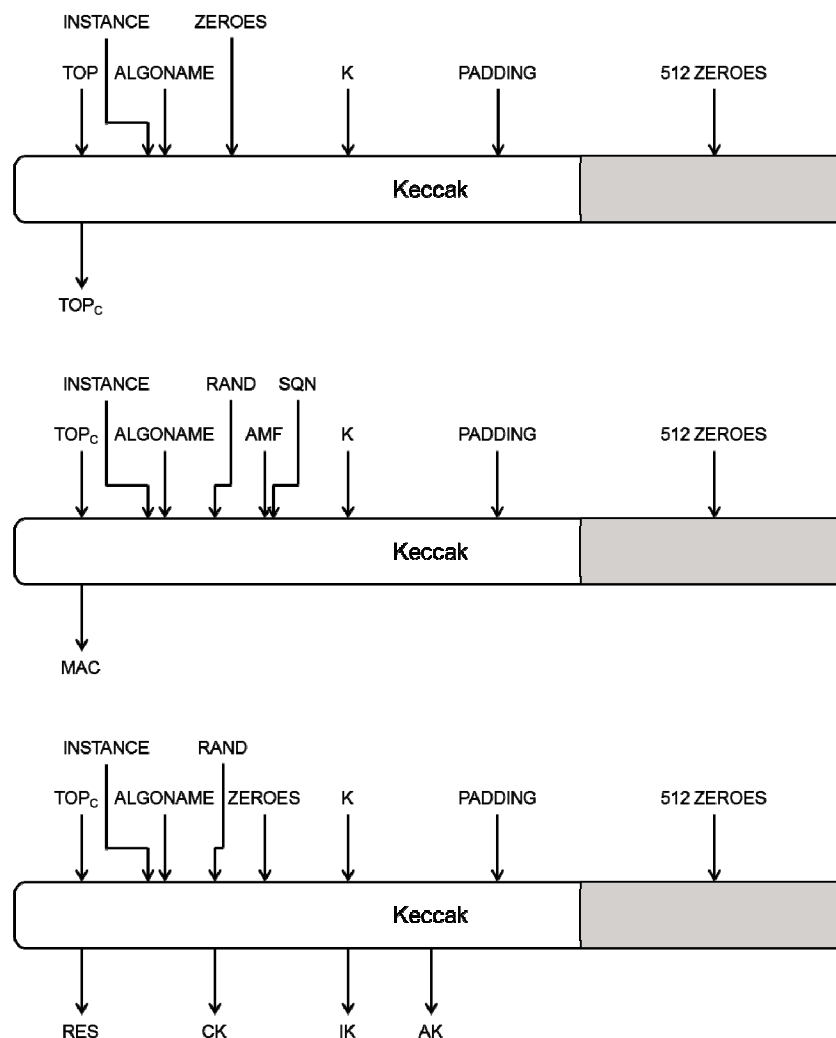 INSTANCE ZEROES
TOP ALGONAME K PADDING 512 ZEROES
Keccak
TOPC
INSTANCE RAND SQN
TOPC ALGONAME AMF K PADDING 512 ZEROES
Keccak
MAC
INSTANCE RAND
TOPC ALGONAME ZEROES K PADDING 512 ZEROES
Keccak
RES CK IK AK